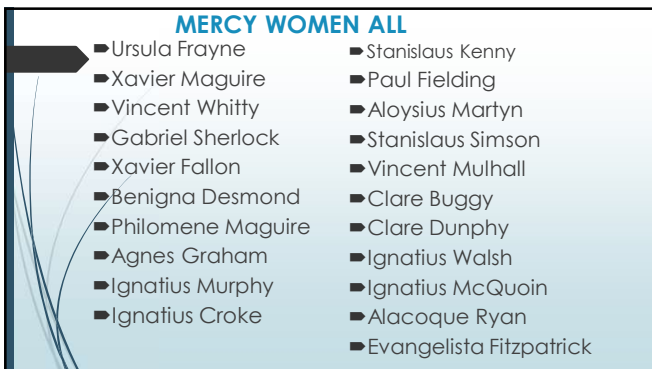 MERCY WOMEN ALL
Ursula Frayne
Xavier Maguire
Vincent Whitty
Gabriel Sherlock
Xavier Fallon
Benigna Desmond
Philomene Maguire
Agnes Graham
Ignatius Murphy
Ignatius Croke
Stanislaus Kenny
Paul Fielding
Aloysius Martyn
Stanislaus Simson
Vincent Mulhall
Clare Buggy
Clare Dunphy
Ignatius Walsh
Ignatius McQuoin
Alacoque Ryan
Evangelista Fitzpatrick